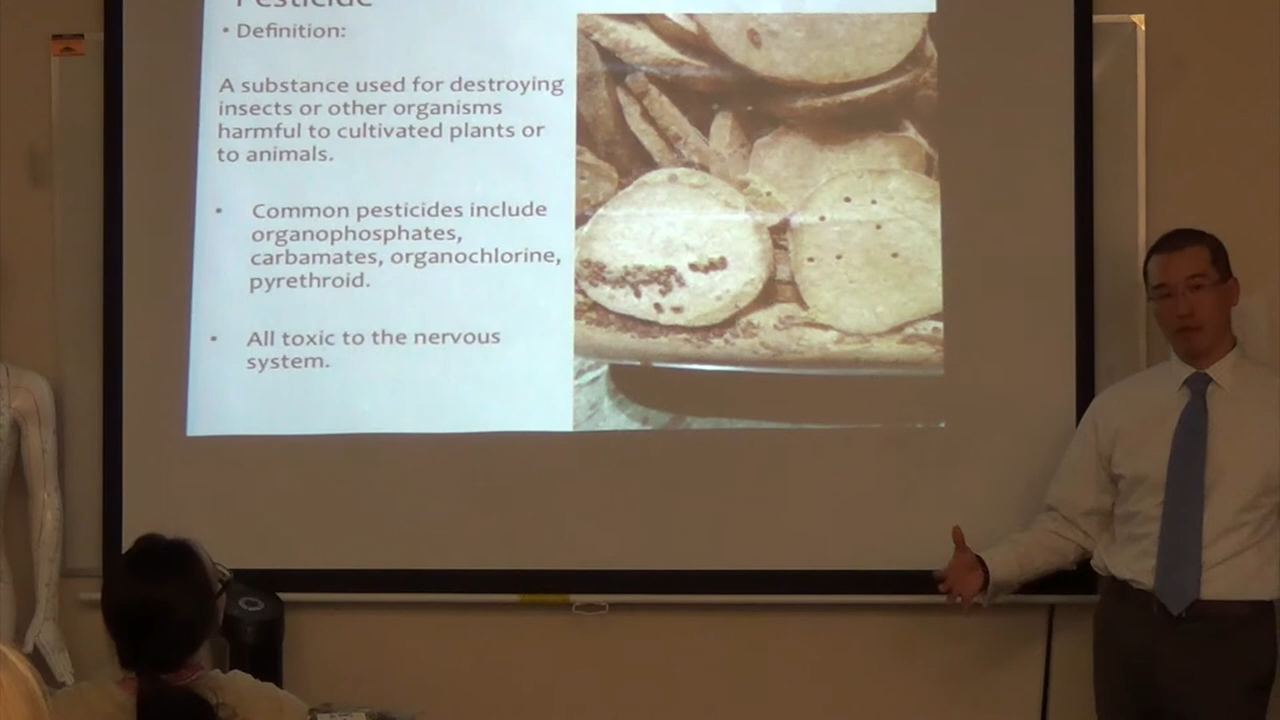 Pesticide
• Definition:
A substance used for destroying
insects or other organisms
harmful to cultivated plants or
to animals.
• Common pesticides include
organophosphates,
carbamates, organochlorine,
pyrethroid.
• All toxic to the nervous
system.